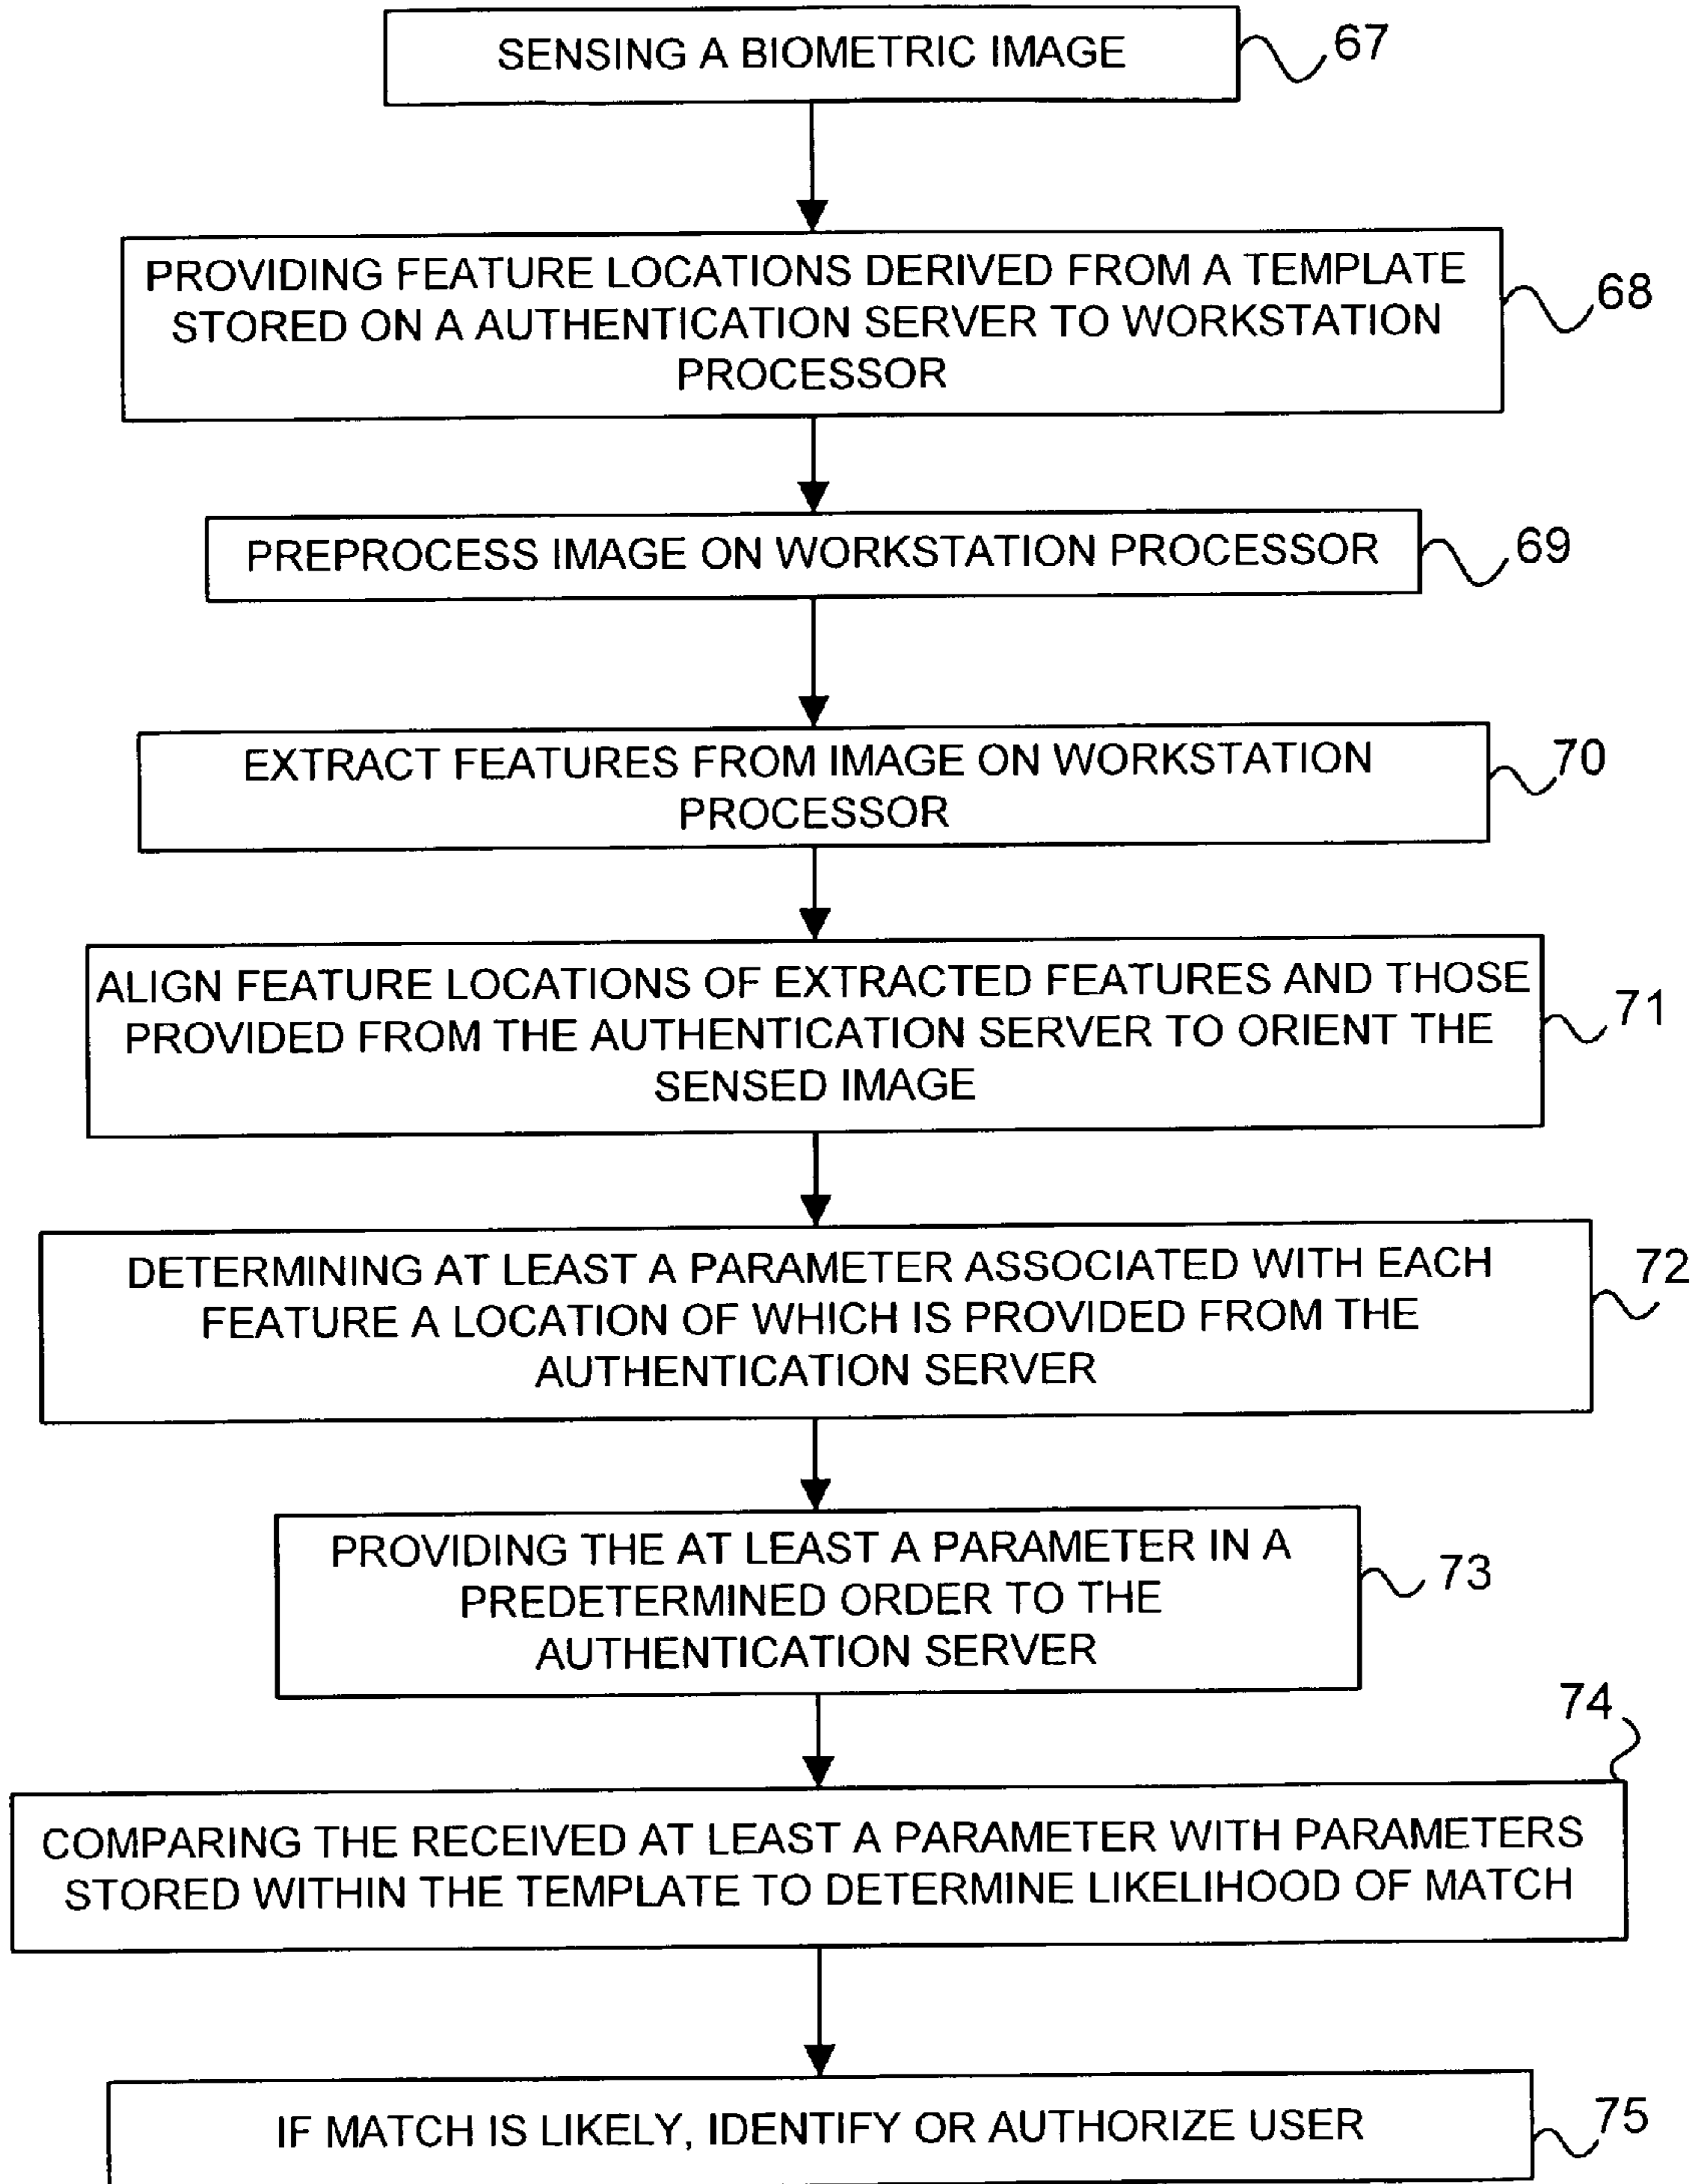 SENSING A BIOMETRIC IMAGE
67
PROVIDING FEATURE LOCATIONS DERIVED FROM A TEMPLATE
STORED ON A AUTHENTICATION SERVER TO WORKSTATION
PROCESSOR
68
PREPROCESS IMAGE ON WORKSTATION PROCESSOR
69
EXTRACT FEATURES FROM IMAGE ON WORKSTATION
PROCESSOR
70
ALIGN FEATURE LOCATIONS OF EXTRACTED FEATURES AND THOSE
PROVIDED FROM THE AUTHENTICATION SERVER TO ORIENT THE
SENSED IMAGE
71
DETERMINING AT LEAST A PARAMETER ASSOCIATED WITH EACH
FEATURE A LOCATION OF WHICH IS PROVIDED FROM THE
AUTHENTICATION SERVER
72
PROVIDING THE AT LEAST A PARAMETER IN A
PREDETERMINED ORDER TO THE
AUTHENTICATION SERVER
73
74
COMPARING THE RECEIVED AT LEAST A PARAMETER WITH PARAMETERS
STORED WITHIN THE TEMPLATE TO DETERMINE LIKELIHOOD OF MATCH
IF MATCH IS LIKELY, IDENTIFY OR AUTHORIZE USER
75